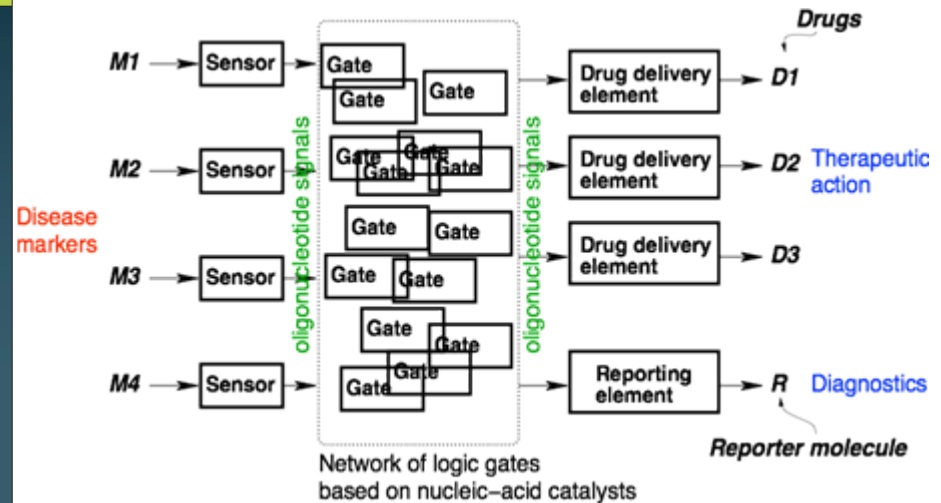 Drugs
M1
Sensor
Gate
Gate
Gate
Drug delivery
element
D1
oligonucleotide signals
oligonucleotide signals
M2
Sensor
Gate
Gate
Gate
Gate
Drug delivery
element
D2
Therapeutic
action
Disease
markers
Gate
Gate
M3
Sensor
Gate
Gate
Drug delivery
element
D3
Gate
Gate
Gate
Gate
M4
Sensor
Reporting
element
R
Diagnostics
Reporter molecule
Network of logic gates
based on nucleic-acid catalysts